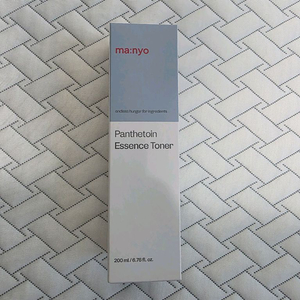 ma:nyo
Panthetoin
Essence Toner
200 ml / 6.76 fl. oz.